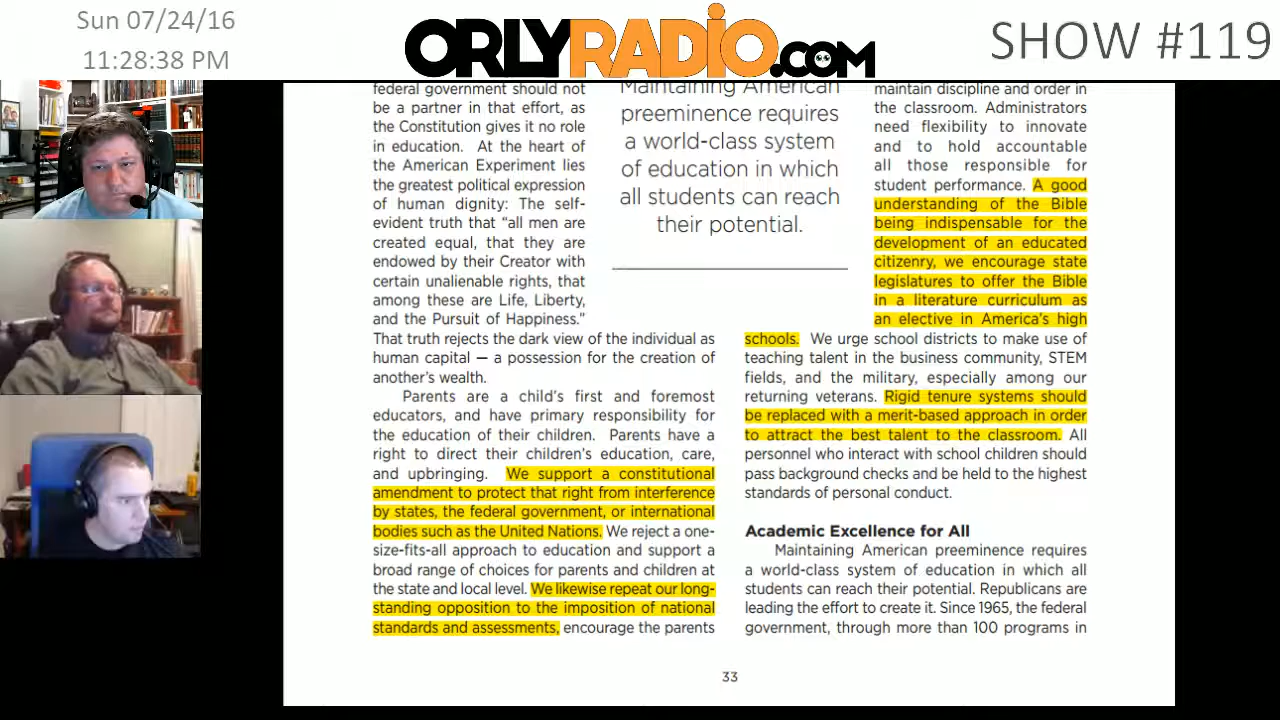 Sun 07/24/16
11:28:38 PM
ORLYRADIO.COM
SHOW #119
federal government should not
be a partner in that effort, as
the Constitution gives it no role
in education. At the heart of
the American Experiment lies
the greatest political expression
of human dignity: The self-
evident truth that “all men are
created equal, that they are
endowed by their Creator with
certain unalienable rights, that
among these are Life, Liberty,
and the Pursuit of Happiness.”
That truth rejects the dark view of the individual as
human capital — a possession for the creation of
another’s wealth.
Parents are a child’s first and foremost
educators, and have primary responsibility for
the education of their children. Parents have a
right to direct their children’s education, care,
and upbringing. We support a constitutional
amendment to protect that right from interference
by states, the federal government, or international
bodies such as the United Nations. We reject a one-
size-fits-all approach to education and support a
broad range of choices for parents and children at
the state and local level. We likewise repeat our long-
standing opposition to the imposition of national
standards and assessments, encourage the parents
Maintaining American
preeminence requires
a world-class system
of education in which
all students can reach
their potential.
maintain discipline and order in
the classroom. Administrators
need flexibility to innovate
and to hold accountable
all those responsible for
student performance. A good
understanding of the Bible
being indispensable for the
development of an educated
citizenry, we encourage state
legislatures to offer the Bible
in a literature curriculum as
an elective in America’s high
schools. We urge school districts to make use of
teaching talent in the business community, STEM
fields, and the military, especially among our
returning veterans. Rigid tenure systems should
be replaced with a merit-based approach in order
to attract the best talent to the classroom. All
personnel who interact with school children should
pass background checks and be held to the highest
standards of personal conduct.
Academic Excellence for All
Maintaining American preeminence requires
a world-class system of education in which all
students can reach their potential. Republicans are
leading the effort to create it. Since 1965, the federal
government, through more than 100 programs in
33